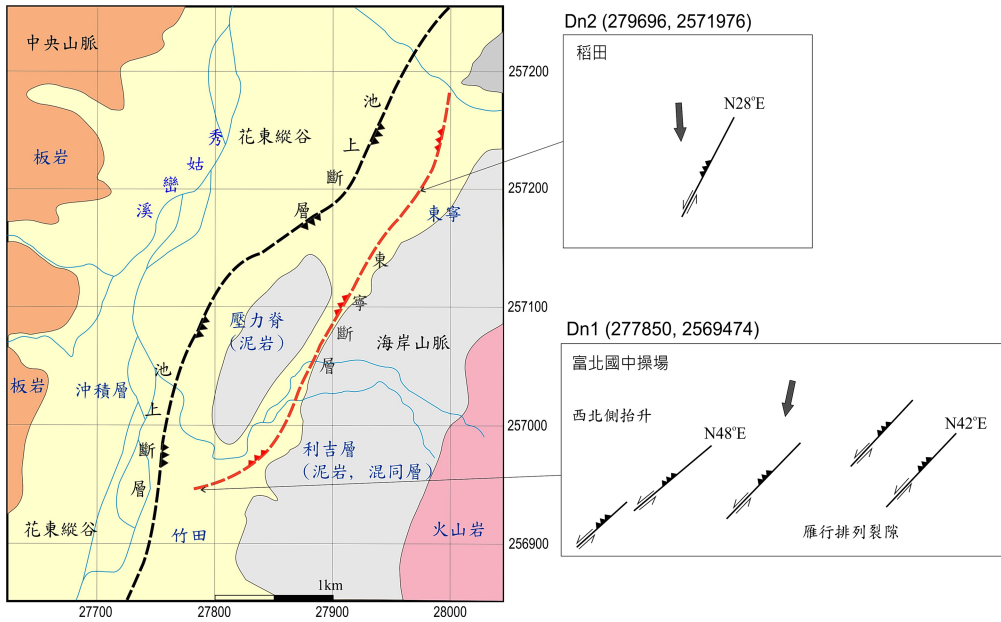 中央山脈
板岩
秀姑巒溪
花東縱谷
池上斷層
東寧
東寧斷層
壓力脊
(泥岩)
海岸山脈
板岩
沖積層
池上斷層
利吉層
(泥岩，混同層)
花東縱谷
竹田
火山岩
1km
27700
27800
27900
28000
257200
257200
257100
257000
256900
Dn2 (279696, 2571976)
稻田
N28°E
Dn1 (277850, 2569474)
富北國中操場
西北側抬升
N48°E
N42°E
雁行排列裂隙